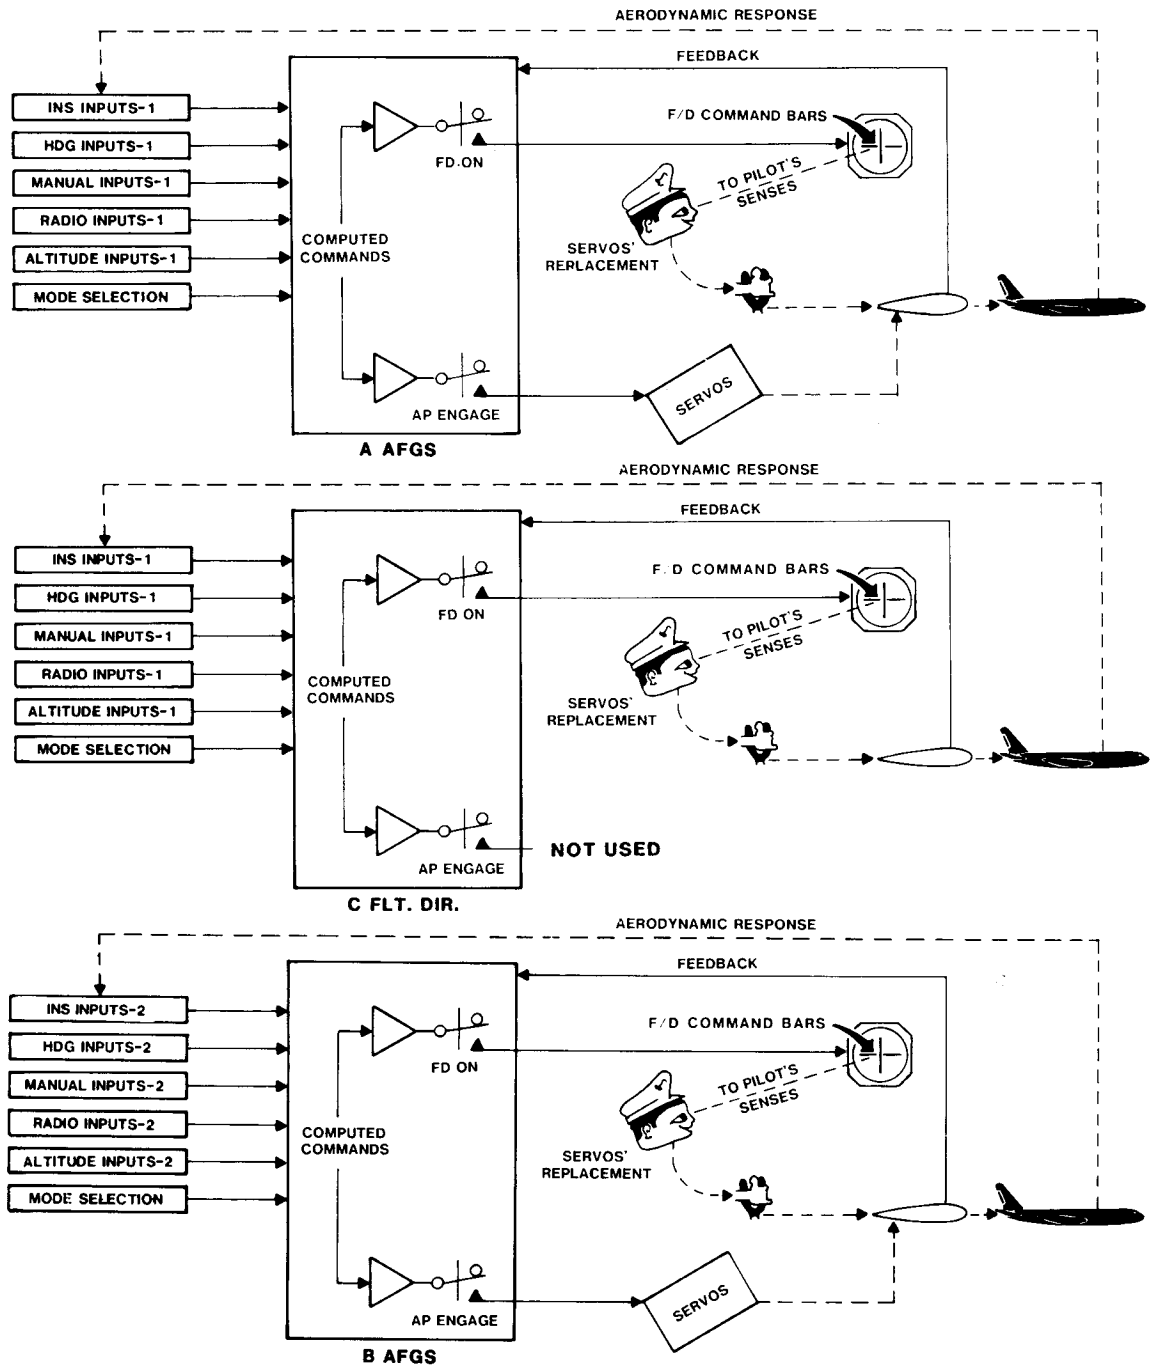 AERODYNAMIC RESPONSE
FEEDBACK
INS INPUTS-1
HDG INPUTS-1
MANUAL INPUTS-1
RADIO INPUTS-1
ALTITUDE INPUTS-1
MODE SELECTION
COMPUTED
COMMANDS
FD.ON
AP ENGAGE
A AFGS
F/D COMMAND BARS
TO PILOT'S
SENSES
SERVOS'
REPLACEMENT
SERVOS
AERODYNAMIC RESPONSE
FEEDBACK
INS INPUTS-1
HDG INPUTS-1
MANUAL INPUTS-1
RADIO INPUTS-1
ALTITUDE INPUTS-1
MODE SELECTION
COMPUTED
COMMANDS
FD ON
AP ENGAGE
NOT USED
C FLT. DIR.
F/D COMMAND BARS
TO PILOT'S
SENSES
SERVOS'
REPLACEMENT
AERODYNAMIC RESPONSE
FEEDBACK
INS INPUTS-2
HDG INPUTS-2
MANUAL INPUTS-2
RADIO INPUTS-2
ALTITUDE INPUTS-2
MODE SELECTION
COMPUTED
COMMANDS
FD ON
AP ENGAGE
B AFGS
F/D COMMAND BARS
TO PILOT'S
SENSES
SERVOS'
REPLACEMENT
SERVOS